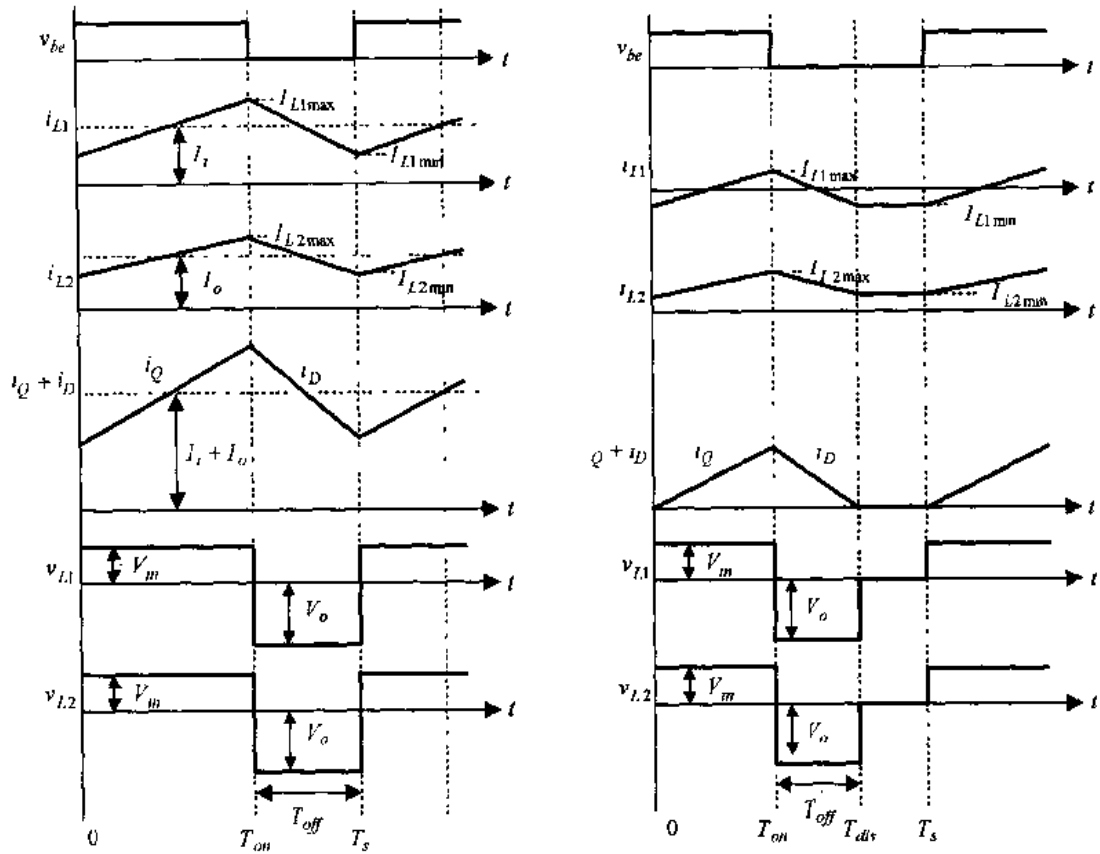 v_be
t
i_L1
I_L1max
I_i
I_L1min
t
i_L2
I_L2max
I_o
I_L2min
t
i_Q + i_D
i_Q
i_D
I_i + I_o
t
v_L1
V_in
V_o
t
v_L2
V_in
V_o
t
T_off
0
T_on
T_s
v_be
t
i_L1
I_L1max
I_L1min
t
i_L2
I_L2max
I_L2min
t
Q + i_D
i_Q
i_D
t
v_L1
V_in
V_o
t
v_L2
V_in
V_o
t
T_off
0
T_on
T_dis
T_s